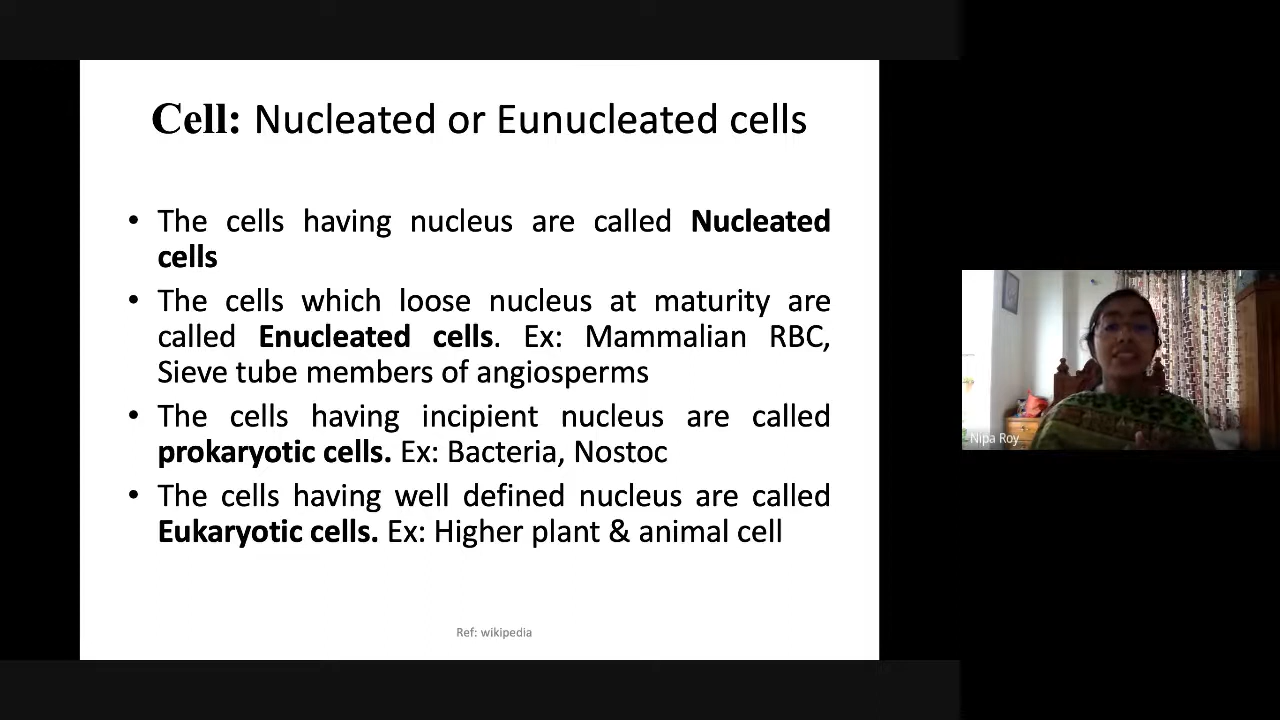 Cell: Nucleated or Eunucleated cells
• The cells having nucleus are called Nucleated
cells
• The cells which loose nucleus at maturity are
called Enucleated cells. Ex: Mammalian RBC,
Sieve tube members of angiosperms
• The cells having incipient nucleus are called
prokaryotic cells. Ex: Bacteria, Nostoc
• The cells having well defined nucleus are called
Eukaryotic cells. Ex: Higher plant & animal cell
Ref: wikipedia
Nipa Roy